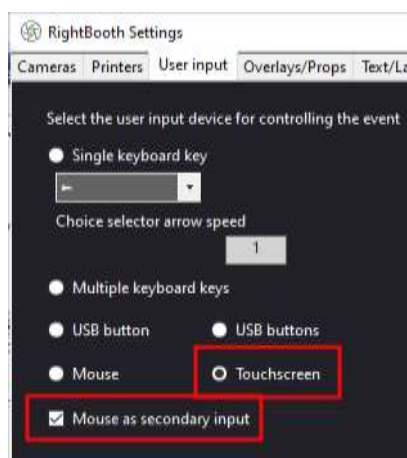 RightBooth Settings
Cameras Printers User input Overlays/Props Text/La
Select the user input device for controlling the event
Single keyboard key
Choice selector arrow speed
1
Multiple keyboard keys
USB button USB buttons
Mouse Touchscreen
Mouse as secondary input